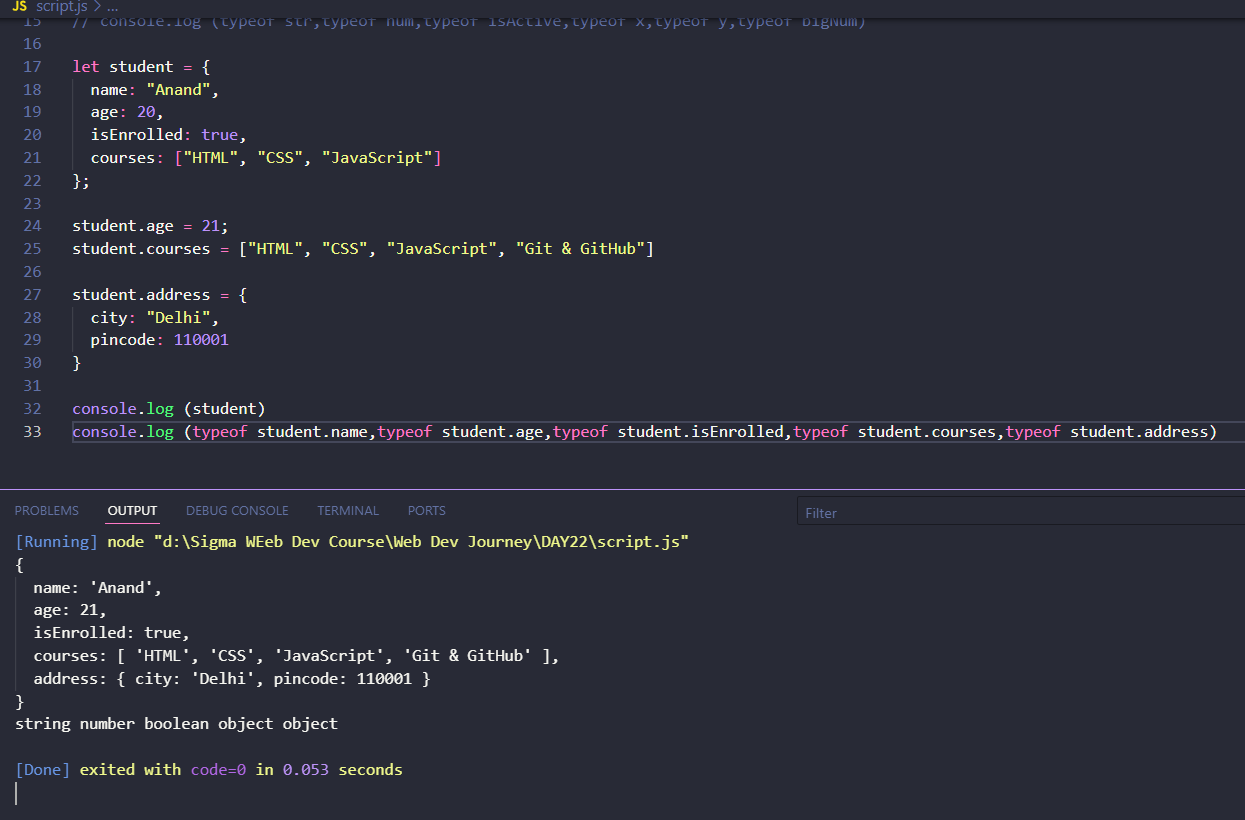 JS script.js > ...
15 // console.log (typeof str,typeof num,typeof isActive,typeof x,typeof y,typeof bigNum)
16
17 let student = {
18   name: "Anand",
19   age: 20,
20   isEnrolled: true,
21   courses: ["HTML", "CSS", "JavaScript"]
22 };
23
24 student.age = 21;
25 student.courses = ["HTML", "CSS", "JavaScript", "Git & GitHub"]
26
27 student.address = {
28   city: "Delhi",
29   pincode: 110001
30 }
31
32 console.log (student)
33 console.log (typeof student.name,typeof student.age,typeof student.isEnrolled,typeof student.courses,typeof student.address)
PROBLEMS OUTPUT DEBUG CONSOLE TERMINAL PORTS Filter
[Running] node "d:\Sigma WEeb Dev Course\Web Dev Journey\DAY22\script.js"
{
  name: 'Anand',
  age: 21,
  isEnrolled: true,
  courses: [ 'HTML', 'CSS', 'JavaScript', 'Git & GitHub' ],
  address: { city: 'Delhi', pincode: 110001 }
}
string number boolean object object
[Done] exited with code=0 in 0.053 seconds